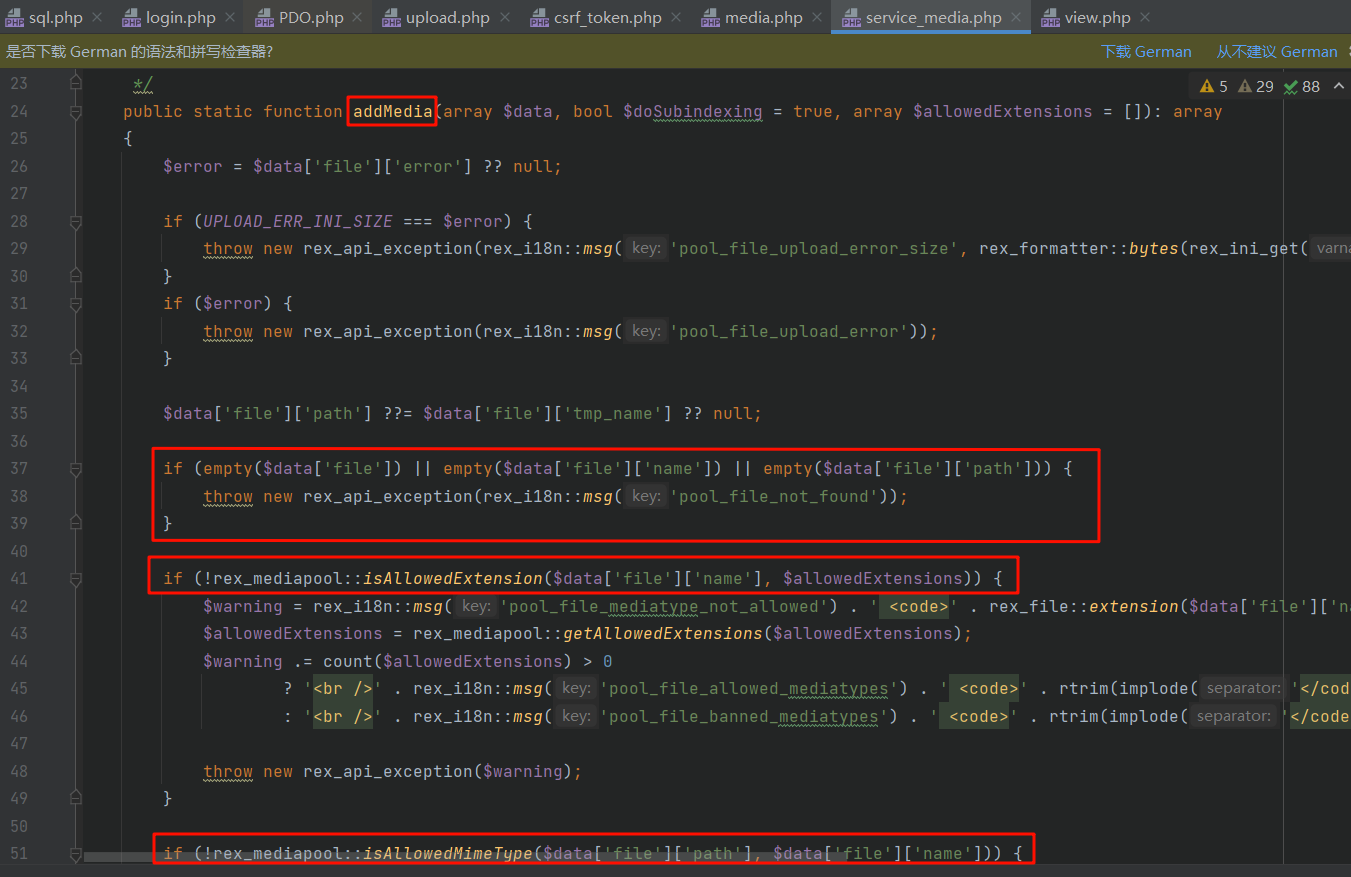 sql.php login.php PDO.php upload.php csrf_token.php media.php service_media.php view.php
是否下载 German 的语法和拼写检查器? 下载 German 从不建议 German
5 29 88
23 */
24 public static function addMedia(array $data, bool $doSubindexing = true, array $allowedExtensions = []): array
25 {
26 $error = $data['file']['error'] ?? null;
27
28 if (UPLOAD_ERR_INI_SIZE === $error) {
29 throw new rex_api_exception(rex_i18n::msg( key: 'pool_file_upload_error_size', rex_formatter::bytes(rex_ini_get(
30 }
31 if ($error) {
32 throw new rex_api_exception(rex_i18n::msg( key: 'pool_file_upload_error'));
33 }
34
35 $data['file']['path'] ??= $data['file']['tmp_name'] ?? null;
36
37 if (empty($data['file']) || empty($data['file']['name']) || empty($data['file']['path'])) {
38 throw new rex_api_exception(rex_i18n::msg( key: 'pool_file_not_found'));
39 }
40
41 if (!rex_mediapool::isAllowedExtension($data['file']['name'], $allowedExtensions)) {
42 $warning = rex_i18n::msg( key: 'pool_file_mediatype_not_allowed') . ' <code>' . rex_file::extension($data['file']['na
43 $allowedExtensions = rex_mediapool::getAllowedExtensions($allowedExtensions);
44 $warning .= count($allowedExtensions) > 0
45 ? '<br />' . rex_i18n::msg( key: 'pool_file_allowed_mediatypes') . ' <code>' . rtrim(implode( separator: '</cod
46 : '<br />' . rex_i18n::msg( key: 'pool_file_banned_mediatypes') . ' <code>' . rtrim(implode( separator: '</code
47
48 throw new rex_api_exception($warning);
49 }
50
51 if (!rex_mediapool::isAllowedMimeType($data['file']['path'], $data['file']['name'])) {